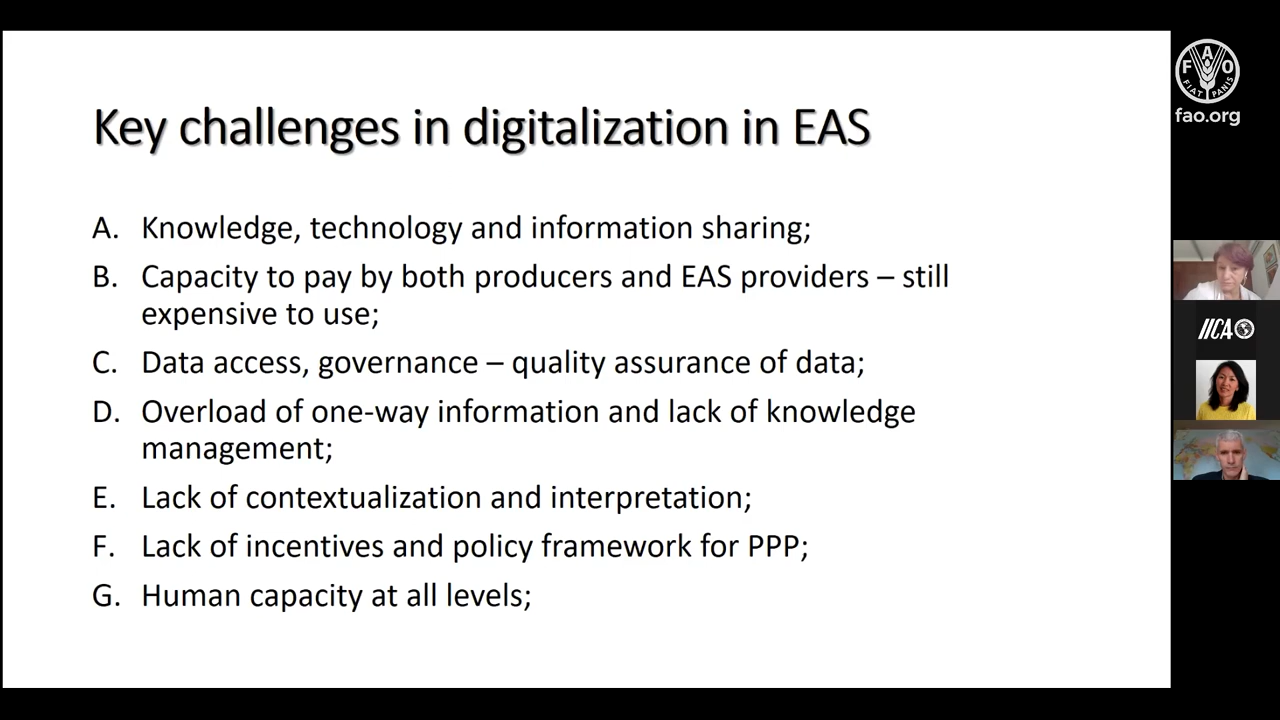 Key challenges in digitalization in EAS
A. Knowledge, technology and information sharing;
B. Capacity to pay by both producers and EAS providers – still
expensive to use;
C. Data access, governance – quality assurance of data;
D. Overload of one-way information and lack of knowledge
management;
E. Lack of contextualization and interpretation;
F. Lack of incentives and policy framework for PPP;
G. Human capacity at all levels;
FAO
FIAT PANIS
fao.org
IICA